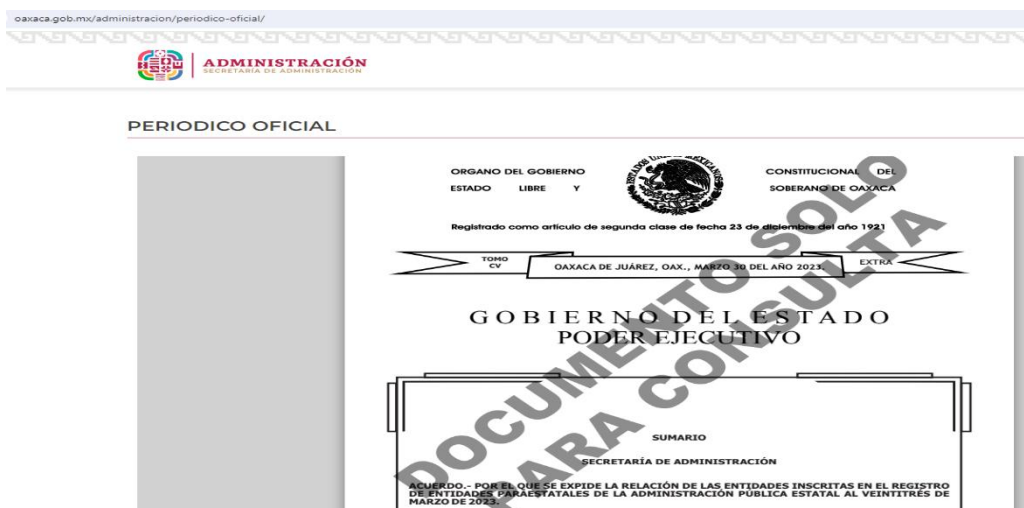 oaxaca.gob.mx/administracion/periodico-oficial/
ADMINISTRACIÓN
SECRETARÍA DE ADMINISTRACIÓN
PERIODICO OFICIAL
ORGANO DEL GOBIERNO
ESTADO LIBRE Y
CONSTITUCIONAL DEL
SOBERANO DE OAXACA
Registrado como artículo de segunda clase de fecha 23 de diciembre del año 1921
TOMO
CV
OAXACA DE JUÁREZ, OAX., MARZO 30 DEL AÑO 2023.
EXTRA
GOBIERNO DEL ESTADO
PODER EJECUTIVO
DOCUMENTO SOLO
PARA CONSULTA
SUMARIO
SECRETARÍA DE ADMINISTRACIÓN
ACUERDO.- POR EL QUE SE EXPIDE LA RELACIÓN DE LAS ENTIDADES INSCRITAS EN EL REGISTRO
DE ENTIDADES PARAESTATALES DE LA ADMINISTRACIÓN PÚBLICA ESTATAL AL VEINTITRÉS DE
MARZO DE 2023.